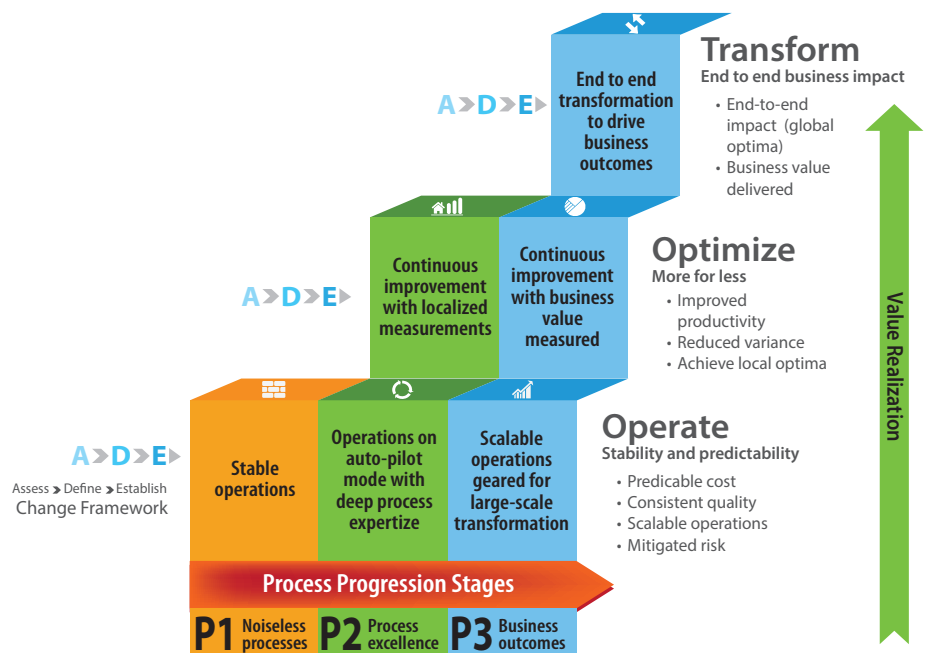 Transform
End to end business impact
• End-to-end
impact (global
optima)
• Business value
delivered
A > D > E
End to end
transformation
to drive
business
outcomes
Optimize
More for less
• Improved
productivity
• Reduced variance
• Achieve local optima
A > D > E
Continuous
improvement
with localized
measurements
Continuous
improvement
with business
value
measured
Value Realization
Operate
Stability and predictability
• Predicable cost
• Consistent quality
• Scalable operations
• Mitigated risk
A > D > E
Assess > Define > Establish
Change Framework
Stable
operations
Operations on
auto-pilot
mode with
deep process
expertize
Scalable
operations
geared for
large-scale
transformation
Process Progression Stages
P1 Noiseless
processes
P2 Process
excellence
P3 Business
outcomes